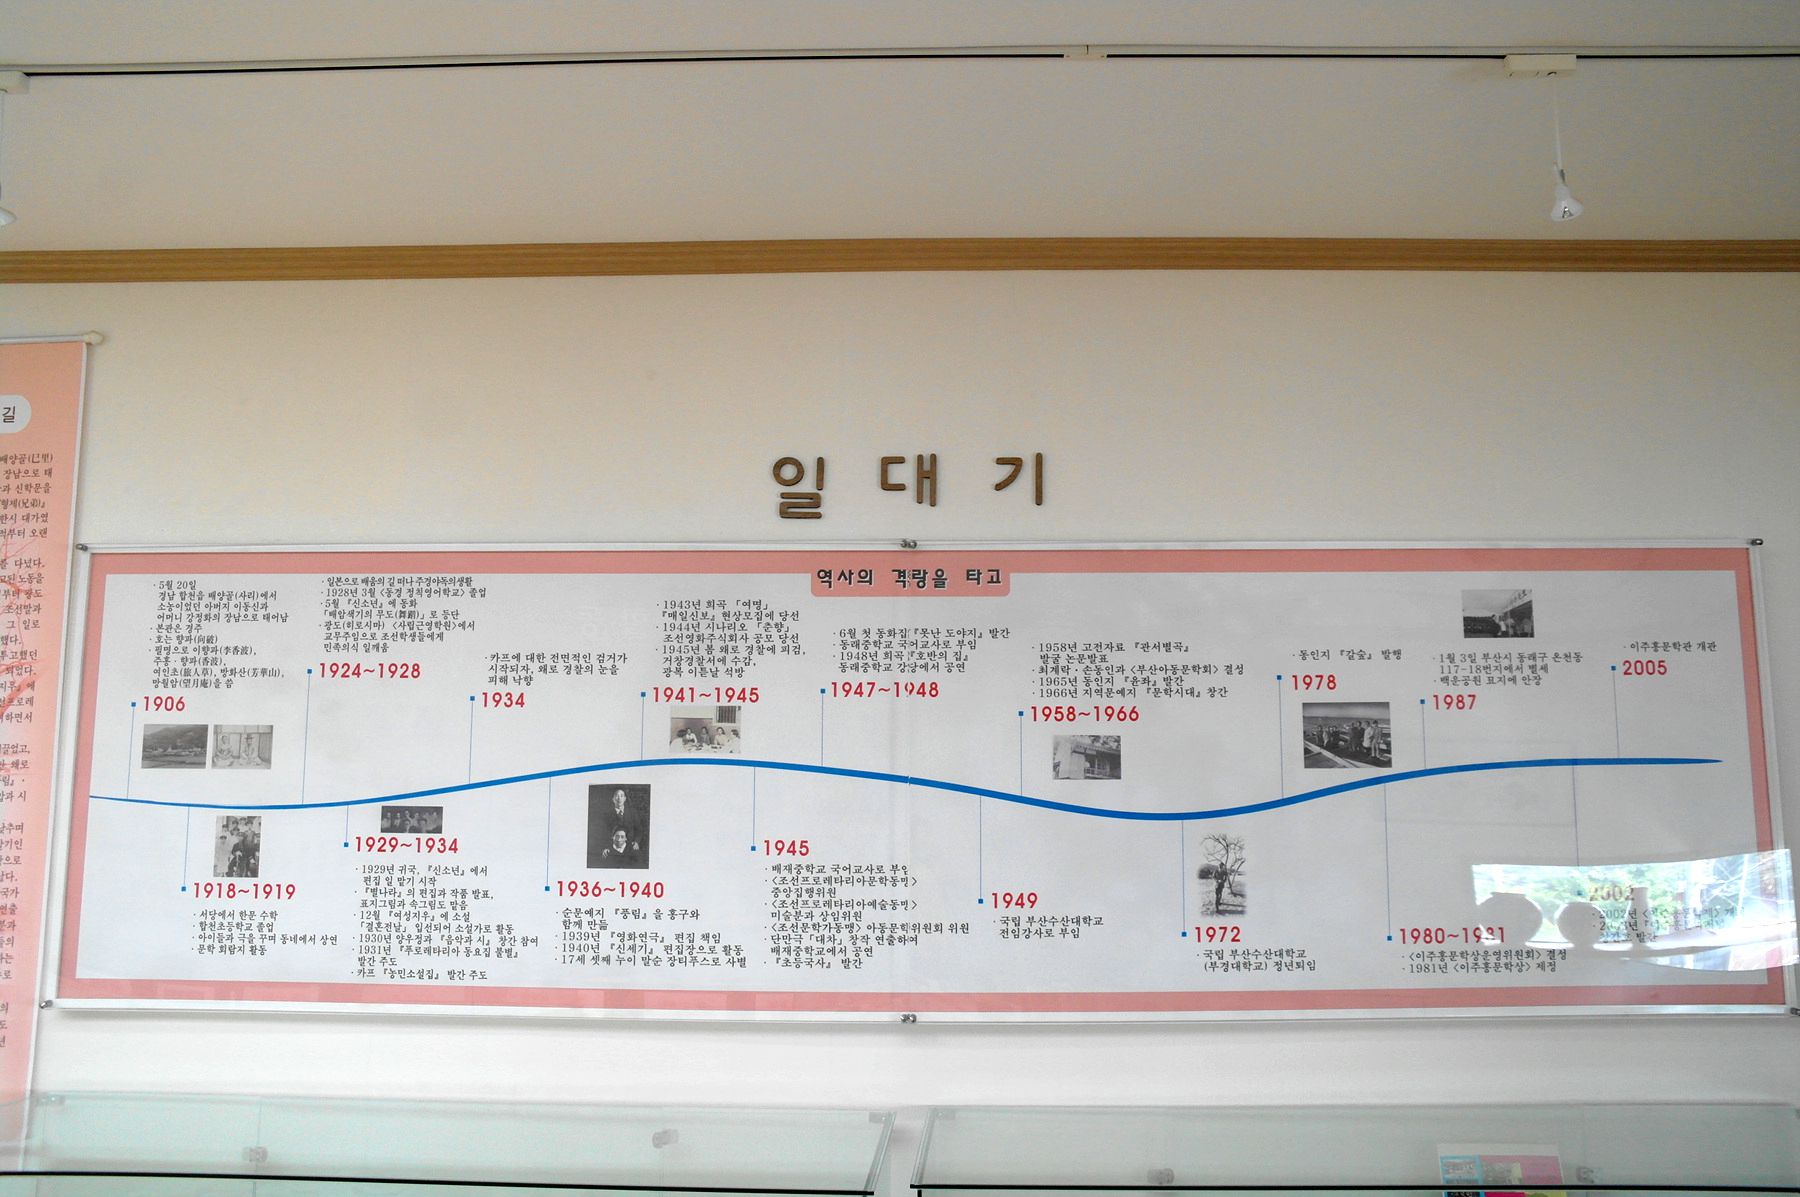 길
일대기
역사의 격랑을 타고
· 5월 20일
경남 합천읍 배양골(사리)에서
소농이었던 아버지 이동신과
어머니 강정화의 장남으로 태어남
· 본관은 경주
· 호는 향파(向破)
· 필명으로 이향파(李香波),
주홍 · 향파(香波),
여인초(旅人草), 방화산(芳華山),
망월암(望月庵)을 씀
1906
1918~1919
· 서당에서 한문 수학
· 합천초등학교 졸업
· 아이들과 극을 꾸며 동네에서 상연
· 문학 회람지 활동
· 일본으로 배움의 길 떠나 주경야독의생활
· 1928년 3월 〈동경 정칙영어학교〉 졸업
· 5월 『신소년』에 동화
「배암색기의 무도(舞蹈)」로 등단
· 광도(히로시마) 〈사립근영학원〉에서
교무주임으로 조선학생들에게
민족의식 일깨움
1924~1928
1929~1934
· 1929년 귀국, 『신소년』에서
편집 일 맡기 시작
· 『별나라』의 편집과 작품 발표,
표지그림과 속그림도 맡음
· 12월 『여성지우』에 소설
「결혼전날」 입선되어 소설가로 활동
· 1930년 양우정과 『음악과 시』 창간 참여
· 1931년 『푸로레타리아 동요집 불별』
발간 주도
· 카프 『농민소설집』 발간 주도
· 카프에 대한 전면적인 검거가
시작되자, 왜로 경찰의 눈을
피해 낙향
1934
1936~1940
· 순문예지 『풍림』을 홍구와
함께 만듦
· 1939년 『영화연극』 편집 책임
· 1940년 『신세기』 편집장으로 활동
· 17세 셋째 누이 말순 장티푸스로 사별
· 1943년 희곡 「여명」
『매일신보』 현상모집에 당선
· 1944년 시나리오 「춘향」
조선영화주식회사 공모 당선
· 1945년 봄 왜로 경찰에 피검,
거창경찰서에 수감,
광복 이튿날 석방
1941~1945
1945
· 배재중학교 국어교사로 부임
· 〈조선프로레타리아문학동맹〉
중앙집행위원
· 〈조선프로레타리아예술동맹〉
미술분과 상임위원
· 〈조선문학가동맹〉 아동문학위원회 위원
· 단막극 「대차」 창작 연출하여
배재중학교에서 공연
· 『초등국사』 발간
· 6월 첫 동화집 『못난 도야지』 발간
· 동래중학교 국어교사로 부임
· 1948년 희곡 『호반의 집』
동래중학교 강당에서 공연
1947~1948
1949
· 국립 부산수산대학교
전임강사로 부임
· 1958년 고전자료 『관서별곡』
발굴 논문발표
· 최계락 · 손동인과 〈부산아동문학회〉 결성
· 1965년 동인지 『윤좌』 발간
· 1966년 지역문예지 『문학시대』 창간
1958~1966
1972
· 국립 부산수산대학교
(부경대학교) 정년퇴임
· 동인지 『갈숲』 발행
1978
1980~1981
· 〈이주홍문학상운영위원회〉 결성
· 1981년 〈이주홍문학상〉 제정
· 1월 3일 부산시 동래구 온천동
117-18번지에서 별세
· 백운공원 묘지에 안장
1987
2002
· 이주홍문학관 개관
2005